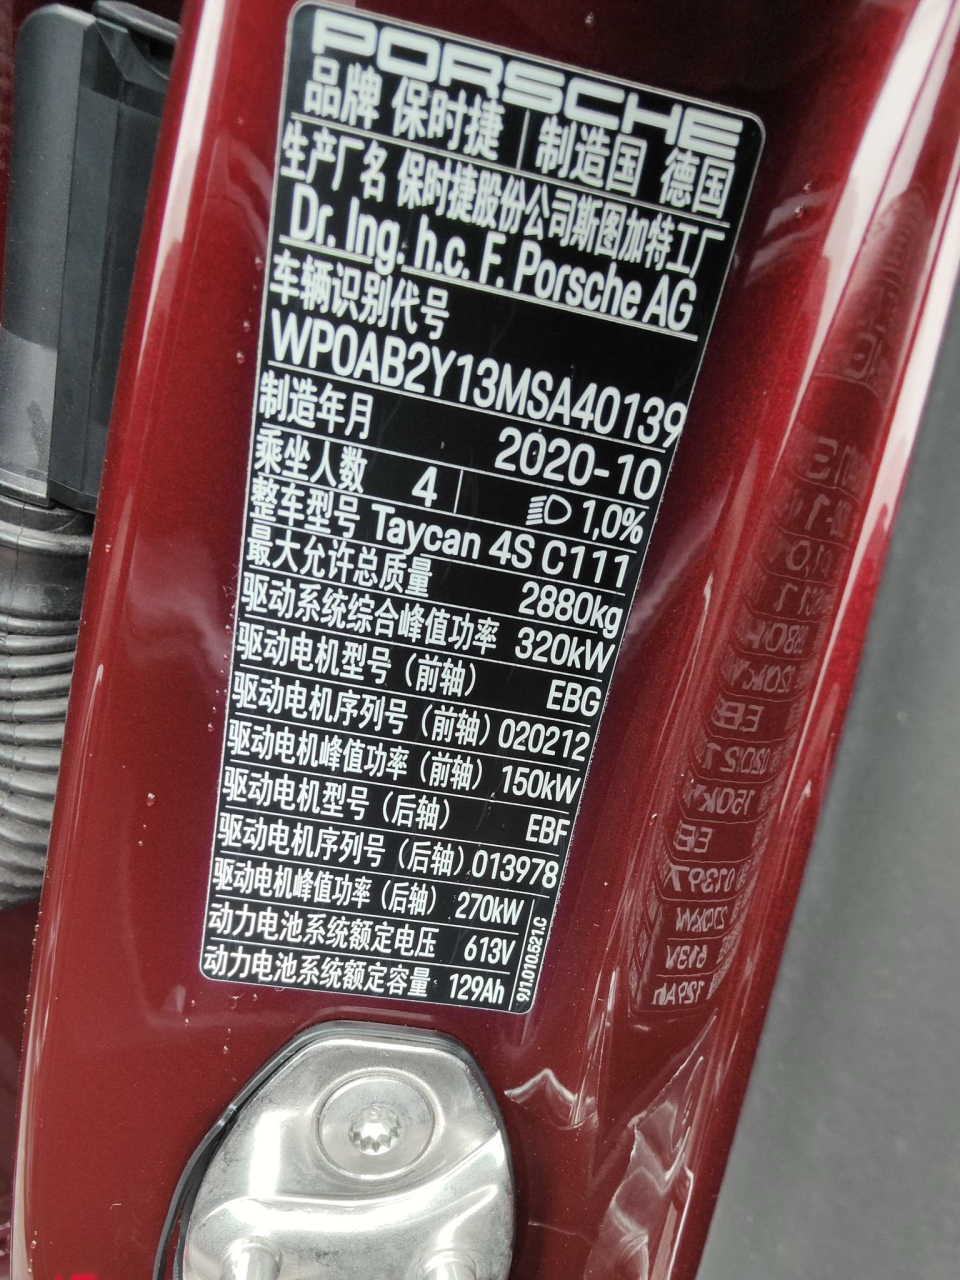 PORSCHE
品牌 保时捷 制造国 德国
生产厂名 保时捷股份公司斯图加特工厂
Dr. Ing. h.c. F. Porsche AG
车辆识别代号
WP0AB2Y13MSA40139
制造年月 2020-10
乘坐人数 4 1,0%
整车型号 Taycan 4S C111
最大允许总质量 2880kg
驱动系统综合峰值功率 320kW
驱动电机型号（前轴） EBG
驱动电机序列号（前轴）020212
驱动电机峰值功率（前轴）150kW
驱动电机型号（后轴） EBF
驱动电机序列号（后轴）013978
驱动电机峰值功率（后轴） 270kW
动力电池系统额定电压 613V
动力电池系统额定容量 129Ah
9J1.010.521.C